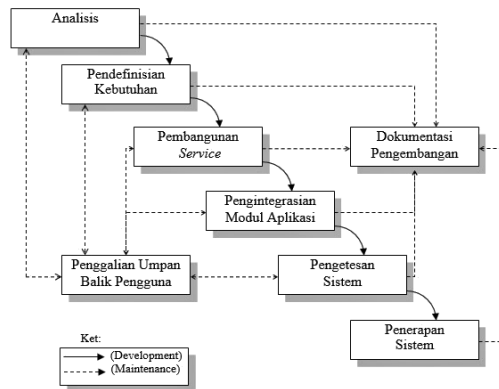 Analisis
Pendefinisian
Kebutuhan
Pembangunan
Service
Dokumentasi
Pengembangan
Pengintegrasian
Modul Aplikasi
Penggalian Umpan
Balik Pengguna
Pengetesan
Sistem
Penerapan
Sistem
Ket:
(Development)
(Maintenance)